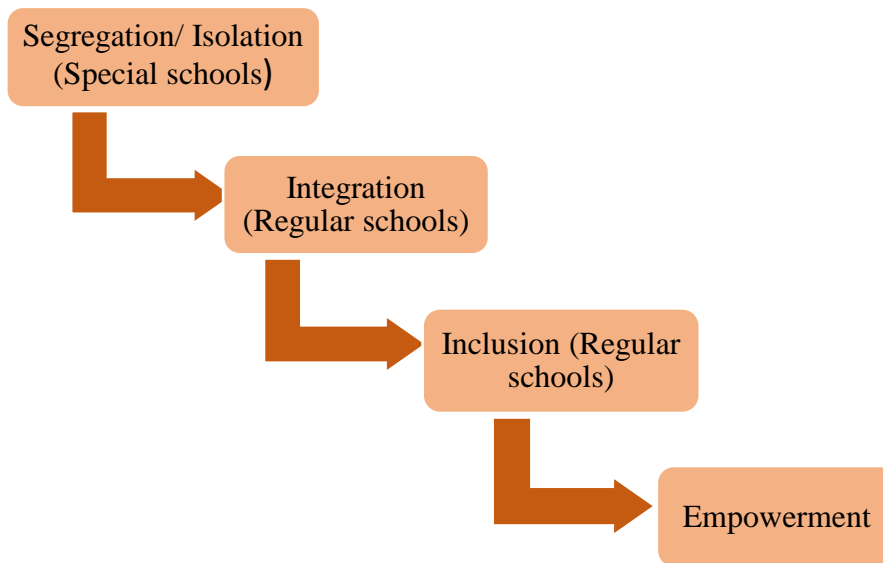 Segregation/ Isolation
(Special schools)
Integration
(Regular schools)
Inclusion (Regular
schools)
Empowerment